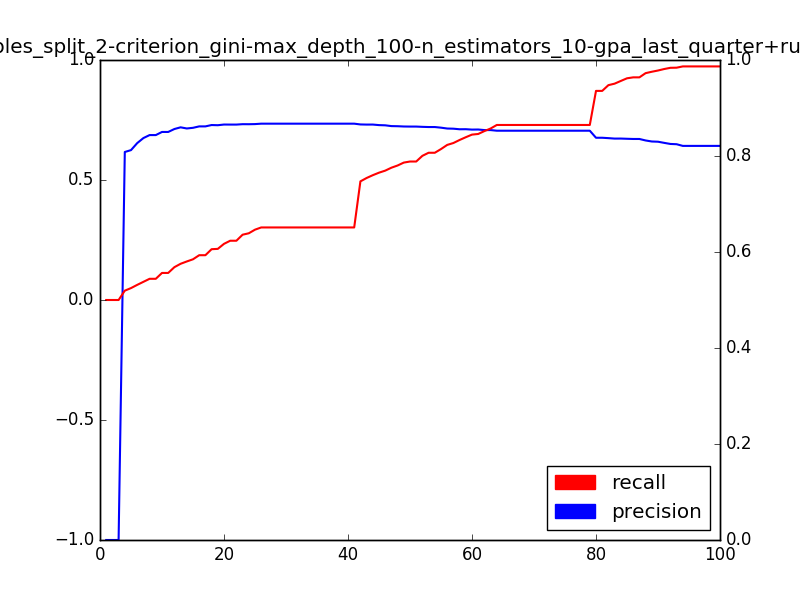 ples_split_2-criterion_gini-max_depth_100-n_estimators_10-gpa_last_quarter+ru
1.0 1.0
0.8
0.5
0.6
0.0
0.4
−0.5
0.2
recall
precision
−1.0 0.0
0 20 40 60 80 100